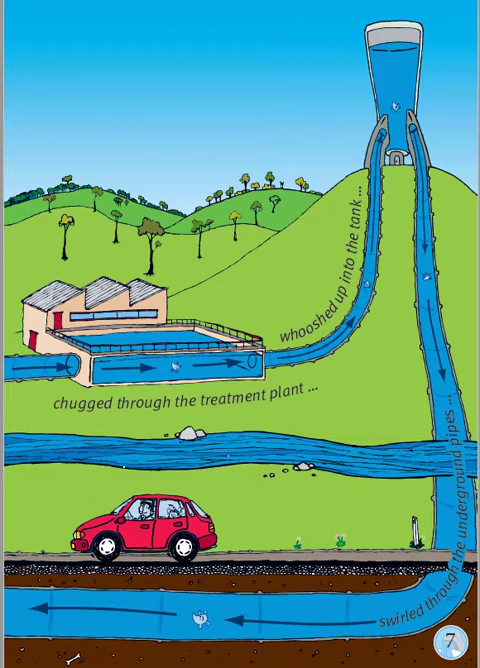 chugged through the treatment plant ...
whooshed up into the tank ...
swirled through the underground pipes ...
7